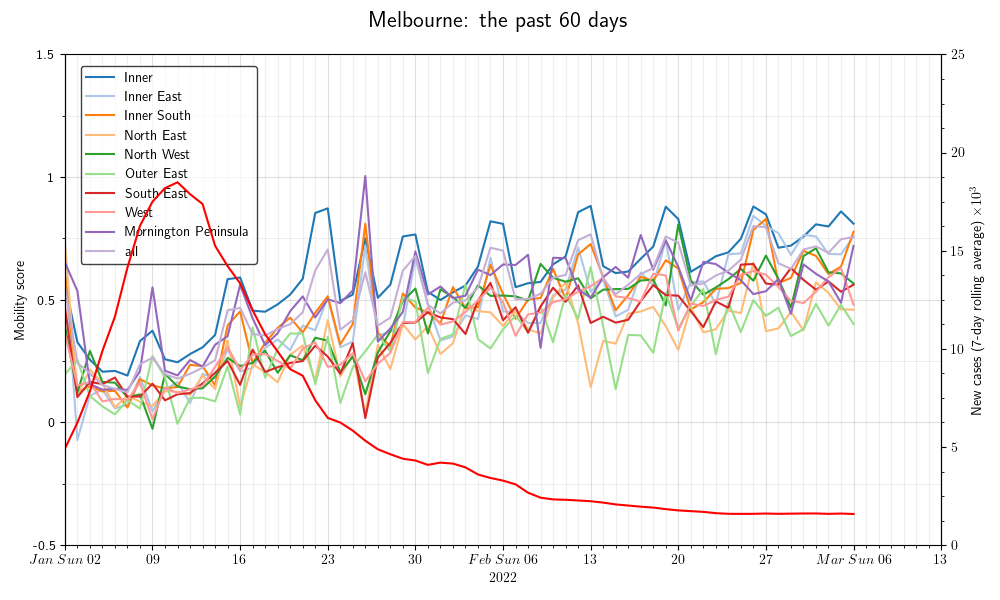 Melbourne: the past 60 days
Mobility score
1.5
1
0.5
0
-0.5
Inner
Inner East
Inner South
North East
North West
Outer East
South East
West
Mornington Peninsula
all
25
20
15
10
5
0
New cases (7-day rolling average) ×10³
Jan Sun 02 09 16 23 30 Feb Sun 06 13 20 27 Mar Sun 06 13
2022